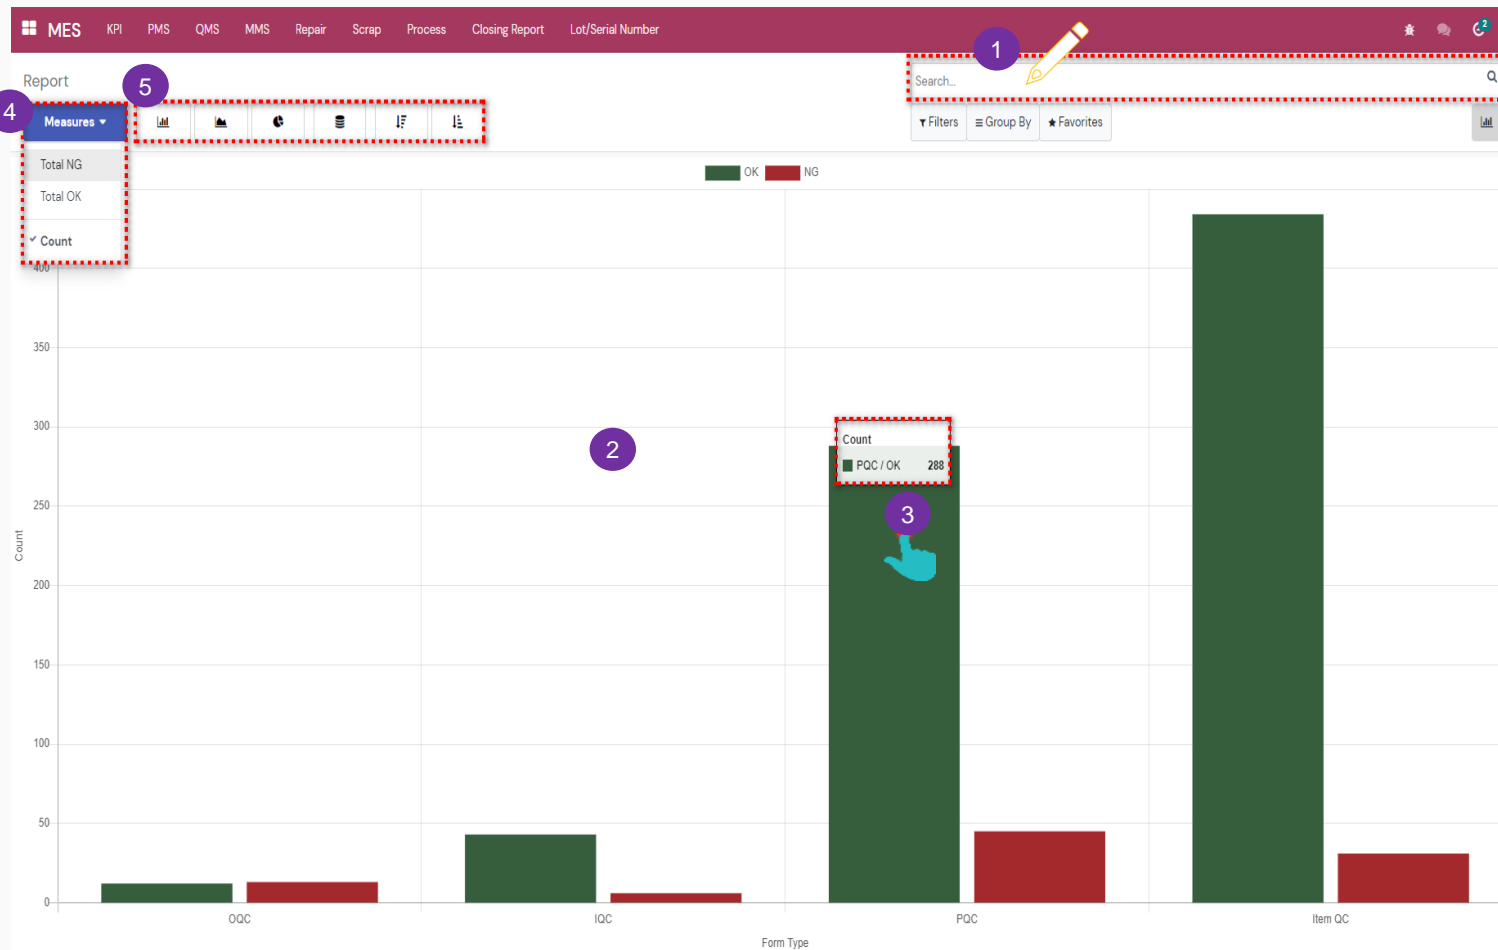 MES KPI PMS QMS MMS Repair Scrap Process Closing Report Lot/Serial Number 2
1
Report
Search...
5
4
Measures
Filters Group By Favorites
Total NG
Total OK
Count
OK NG
400
350
300
250
200
150
100
50
0
Count
2
Count
PQC / OK 288
3
OQC IQC PQC Item QC
Form Type